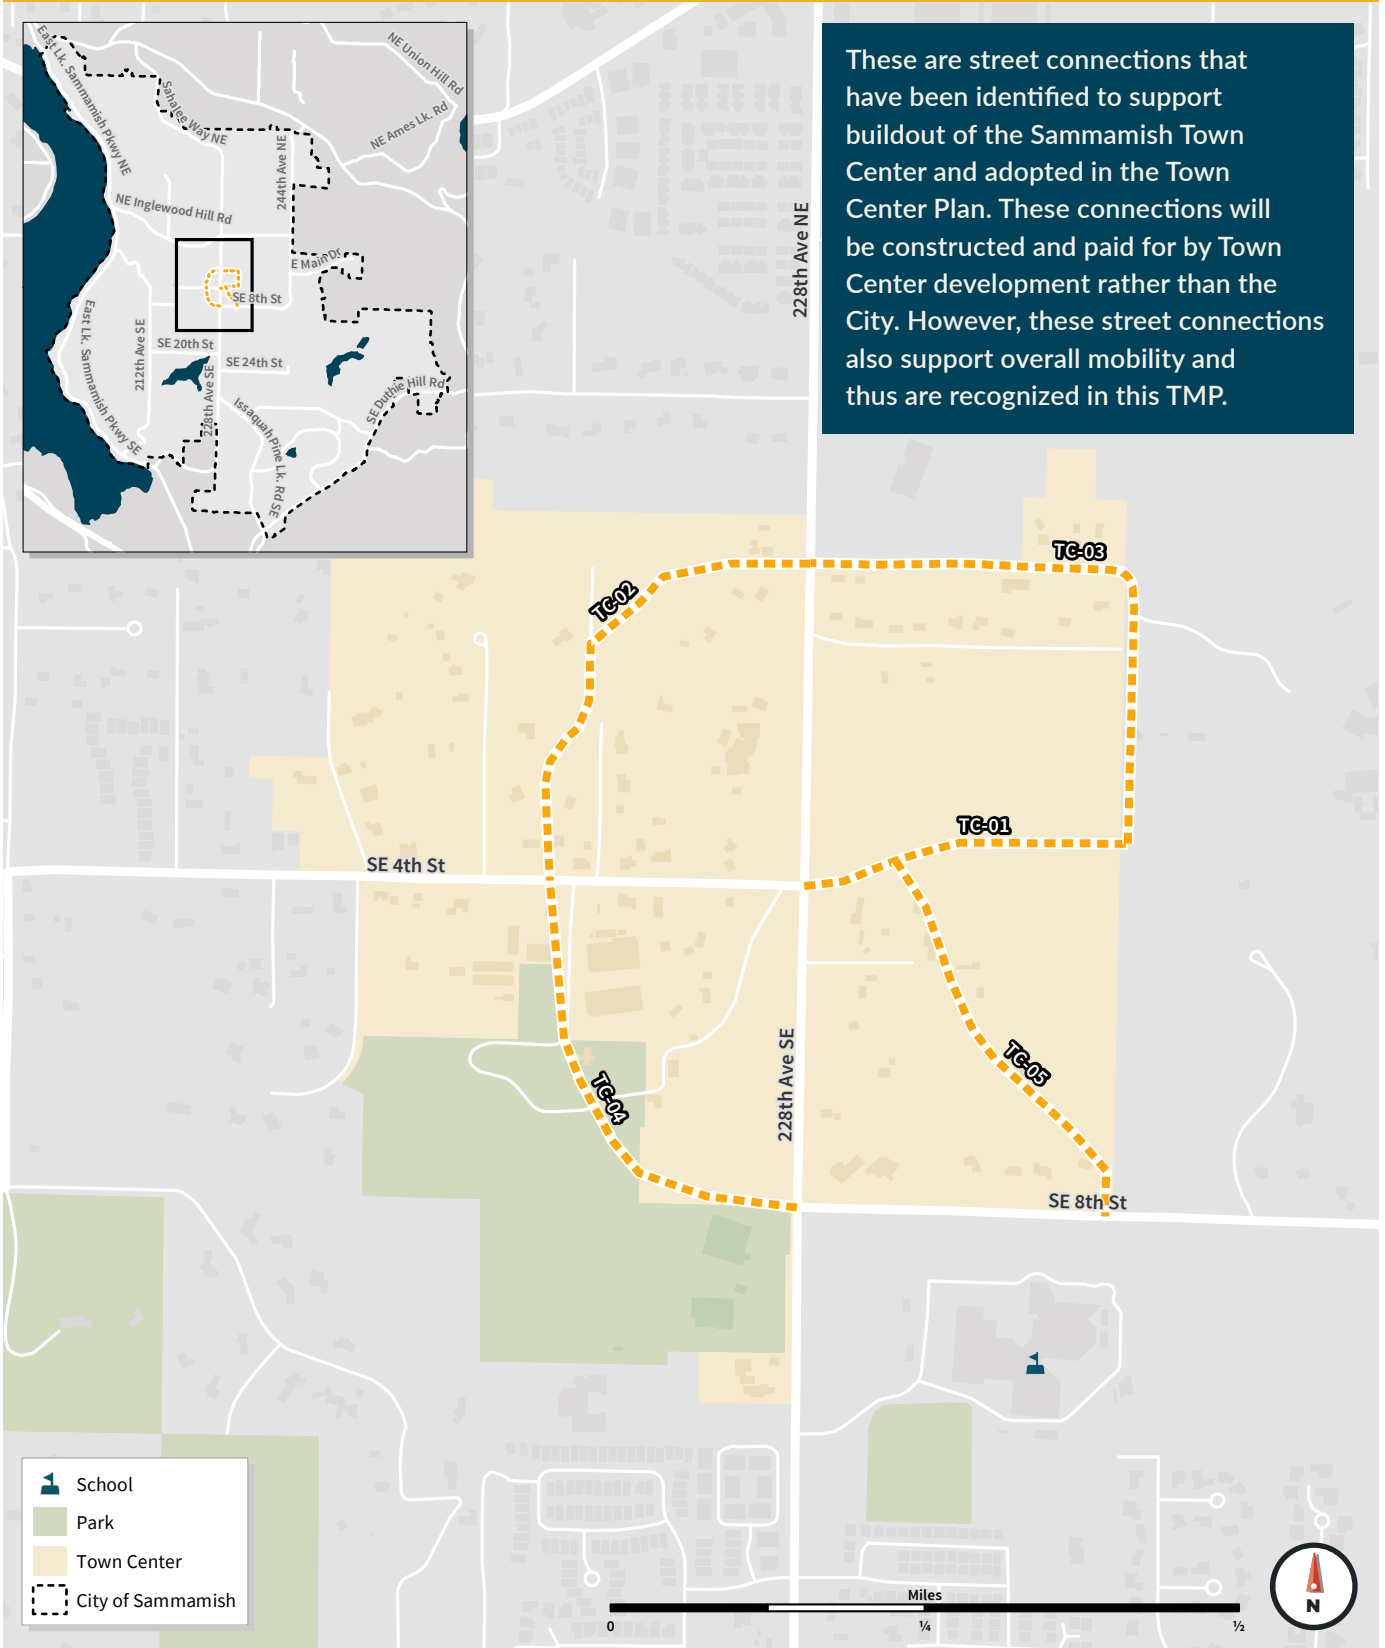 These are street connections that
have been identified to support
buildout of the Sammamish Town
Center and adopted in the Town
Center Plan. These connections will
be constructed and paid for by Town
Center development rather than the
City. However, these street connections
also support overall mobility and
thus are recognized in this TMP.
East Lk. Sammamish Pkwy NE
Sahalee Way NE
NE Union Hill Rd
NE Ames Lk. Rd
244th Ave NE
NE Inglewood Hill Rd
E Main Dr
SE 8th St
212th Ave SE
SE 20th St
SE 24th St
228th Ave SE
East Lk. Sammamish Pkwy SE
Issaquah Pine Lk. Rd SE
SE Duthie Hill Rd
228th Ave NE
TC-03
TC-02
TC-01
SE 4th St
228th Ave SE
TC-05
TC-04
SE 8th St
School
Park
Town Center
City of Sammamish
Miles
0
¼
½
N